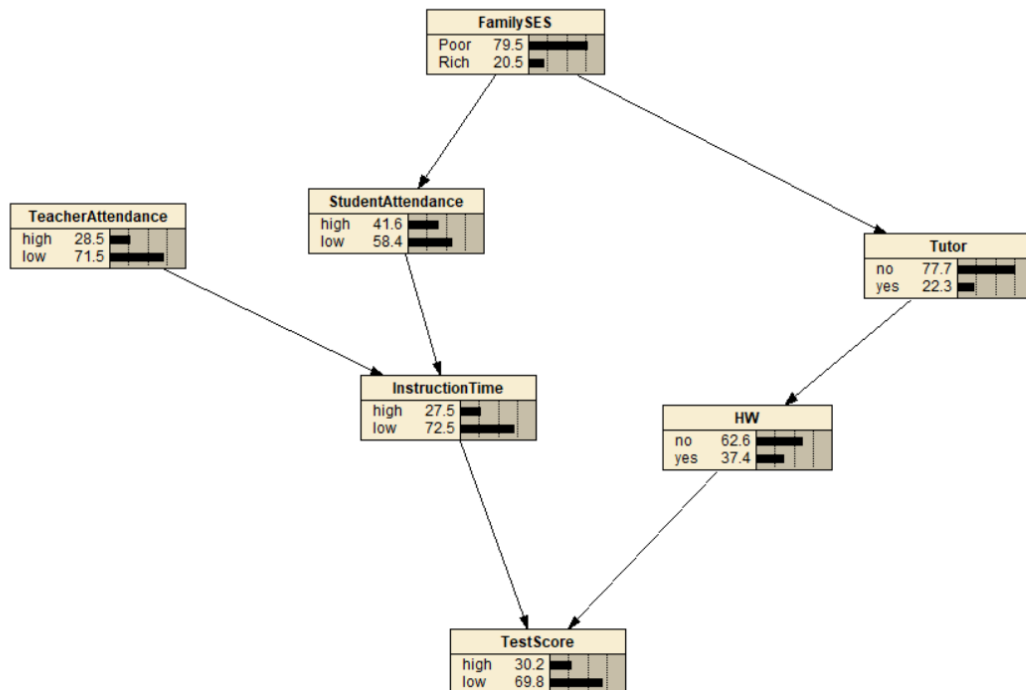 FamilySES
Poor 79.5
Rich 20.5
StudentAttendance
high 41.6
low 58.4
TeacherAttendance
high 28.5
low 71.5
Tutor
no 77.7
yes 22.3
InstructionTime
high 27.5
low 72.5
HW
no 62.6
yes 37.4
TestScore
high 30.2
low 69.8